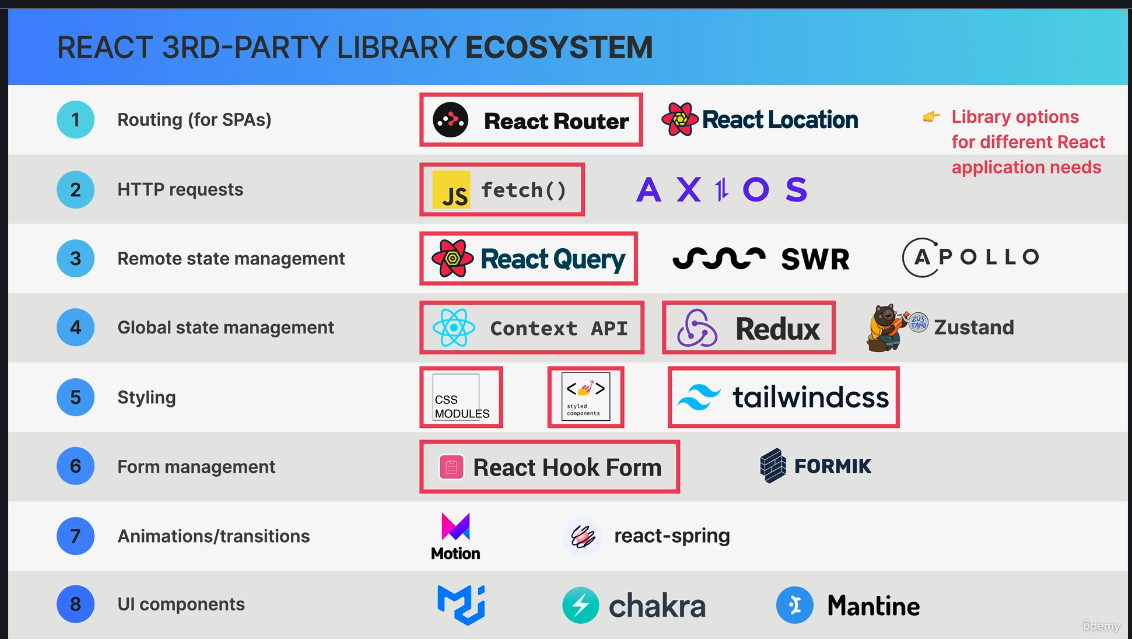 REACT 3RD-PARTY LIBRARY ECOSYSTEM
1 Routing (for SPAs) React Router React Location
Library options
for different React
application needs
2 HTTP requests JS fetch() AXIOS
3 Remote state management React Query SWR APOLLO
4 Global state management Context API Redux ZUS TAND Zustand
5 Styling CSS MODULES < > styled components tailwindcss
6 Form management React Hook Form FORMIK
7 Animations/transitions Motion react-spring
8 UI components chakra Mantine
ûdemy